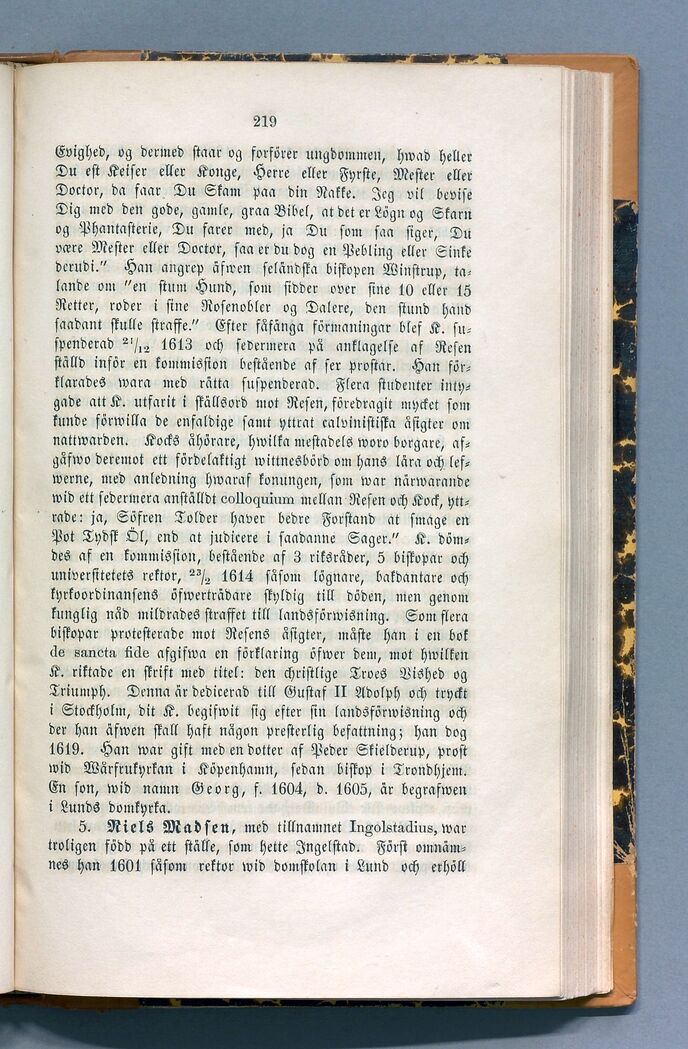 219
Evighed, og dermed staar og forförer ungdommen, hwad heller
Du est Keiser eller Konge, Herre eller Fyrste, Mester eller
Doctor, da faar Du Skam paa din Nakke. Jeg vil bevise
Dig med den gode, gamle, graa Bibel, at det er Lögn og Skarn
og Phantasterie, Du farer med, ja Du som saa siger, Du
være Mester eller Doctor, saa er du dog en Pebling eller Sinke
derudi." Han angrep äfwen seländska biskopen Winstrup, ta-
lande om "en stum Hund, som sidder over sine 10 eller 15
Retter, roder i sine Rosenobler og Dalere, den stund hand
saadant skulle straffe." Efter fåfänga förmaningar blef K. su-
spenderad 21/12 1613 och sedermera på anklagelse af Resen
ställd inför en kommission bestående af sex prostar. Han för-
klarades wara med rätta suspenderad. Flera studenter inty-
gade att K. utfarit i skällsord mot Resen, föredragit mycket som
kunde förwilla de enfaldige samt yttrat calvinistiska åsigter om
nattwarden. Kocks åhörare, hwilka mestadels woro borgare, af-
gåfwo deremot ett fördelaktigt wittnesbörd om hans lära och lef-
werne, med anledning hwaraf konungen, som war närwarande
wid ett sedermera anställdt colloquium mellan Resen och Kock, ytt-
rade: ja, Söfren Tolder haver bedre Forstand at smage en
Pot Tydsk Öl, end at judicere i saadanne Sager." K. döm-
des af en kommission, bestående af 3 riksråder, 5 biskopar och
universitetets rektor, 23/2 1614 såsom lögnare, bakdantare och
kyrkoordinansens öfwerträdare skyldig till döden, men genom
kunglig nåd mildrades straffet till landsförwisning. Som flera
biskopar protesterade mot Resens åsigter, måste han i en bok
de sancta fide afgifwa en förklaring öfwer dem, mot hwilken
K. riktade en skrift med titel: den christlige Troes Vished og
Triumph. Denna är dedicerad till Gustaf II Adolph och tryckt
i Stockholm, dit K. begifwit sig efter sin landsförwisning och
der han äfwen skall haft någon presterlig befattning; han dog
1619. Han war gift med en dotter af Peder Skielderup, prost
wid Wårfrukyrkan i Köpenhamn, sedan biskop i Trondhjem.
En son, wid namn Georg, f. 1604, d. 1605, är begrafwen
i Lunds domkyrka.
5. Niels Madsen, med tillnamnet Ingolstadius, war
troligen född på ett ställe, som hette Ingelstad. Först omnäm-
nes han 1601 såsom rektor wid domskolan i Lund och erhöll